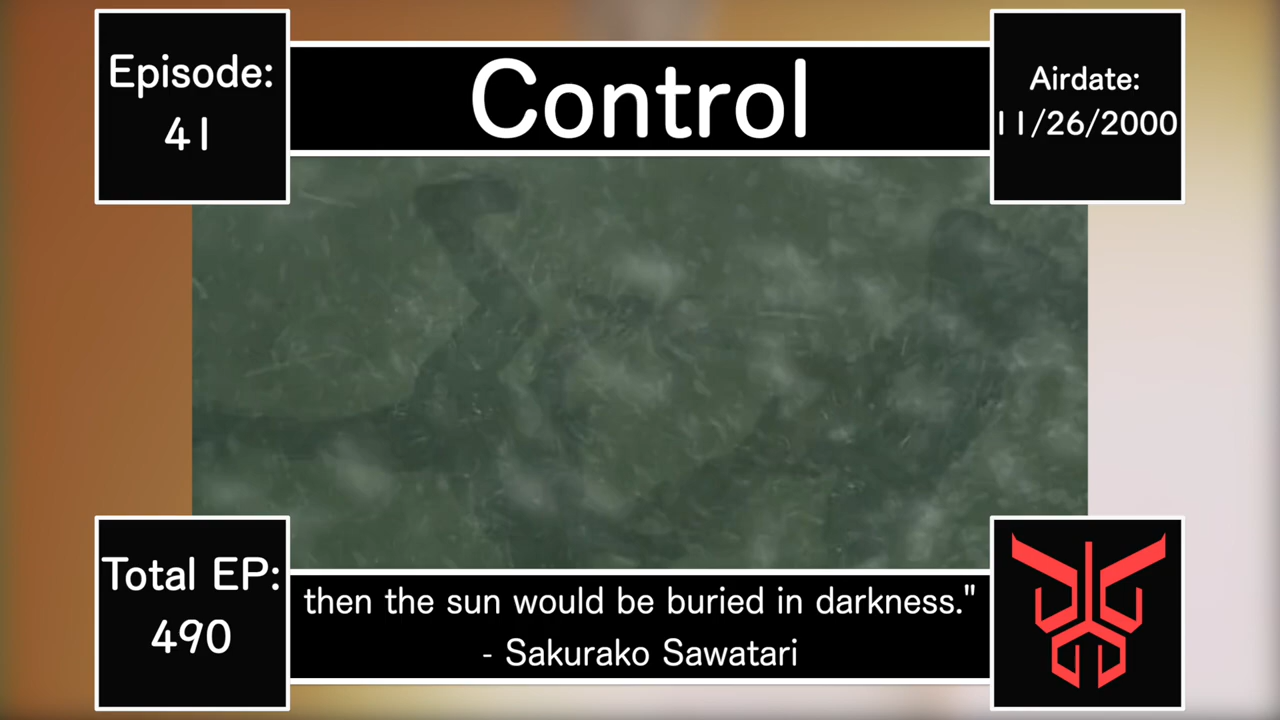 Episode:
41
Control
Airdate:
11/26/2000
Total EP:
490
then the sun would be buried in darkness."
- Sakurako Sawatari